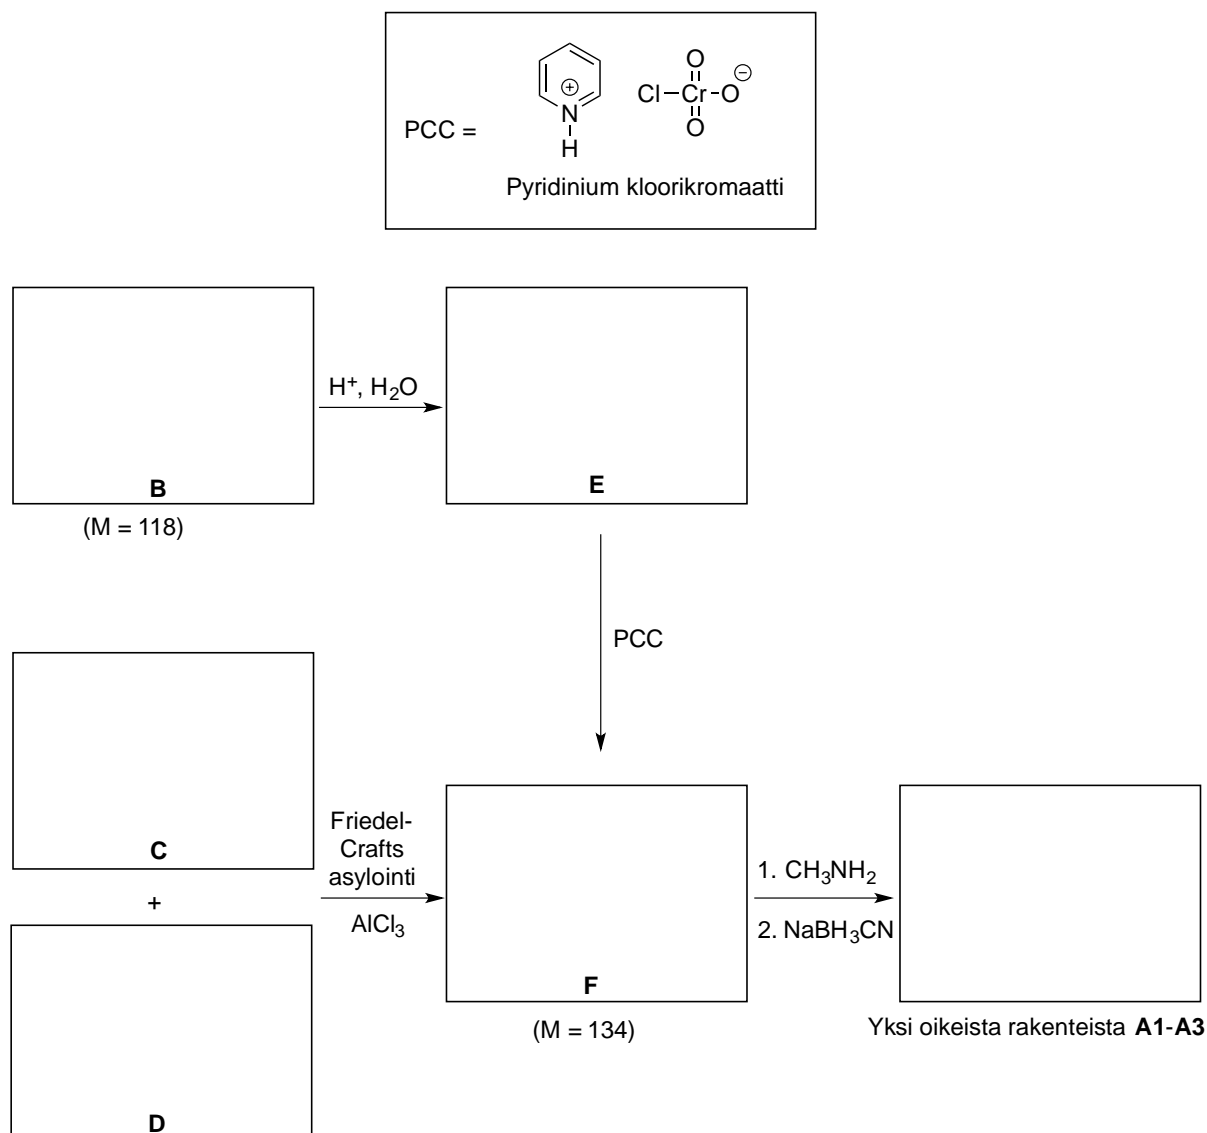 PCC =
N
H
Cl
Cr
O
O
O
Pyridinium kloorikromaatti
H⁺, H₂O
B
(M = 118)
E
PCC
C
+
D
Friedel-
Crafts
asylointi
AlCl₃
F
(M = 134)
1. CH₃NH₂
2. NaBH₃CN
Yksi oikeista rakenteista A1-A3